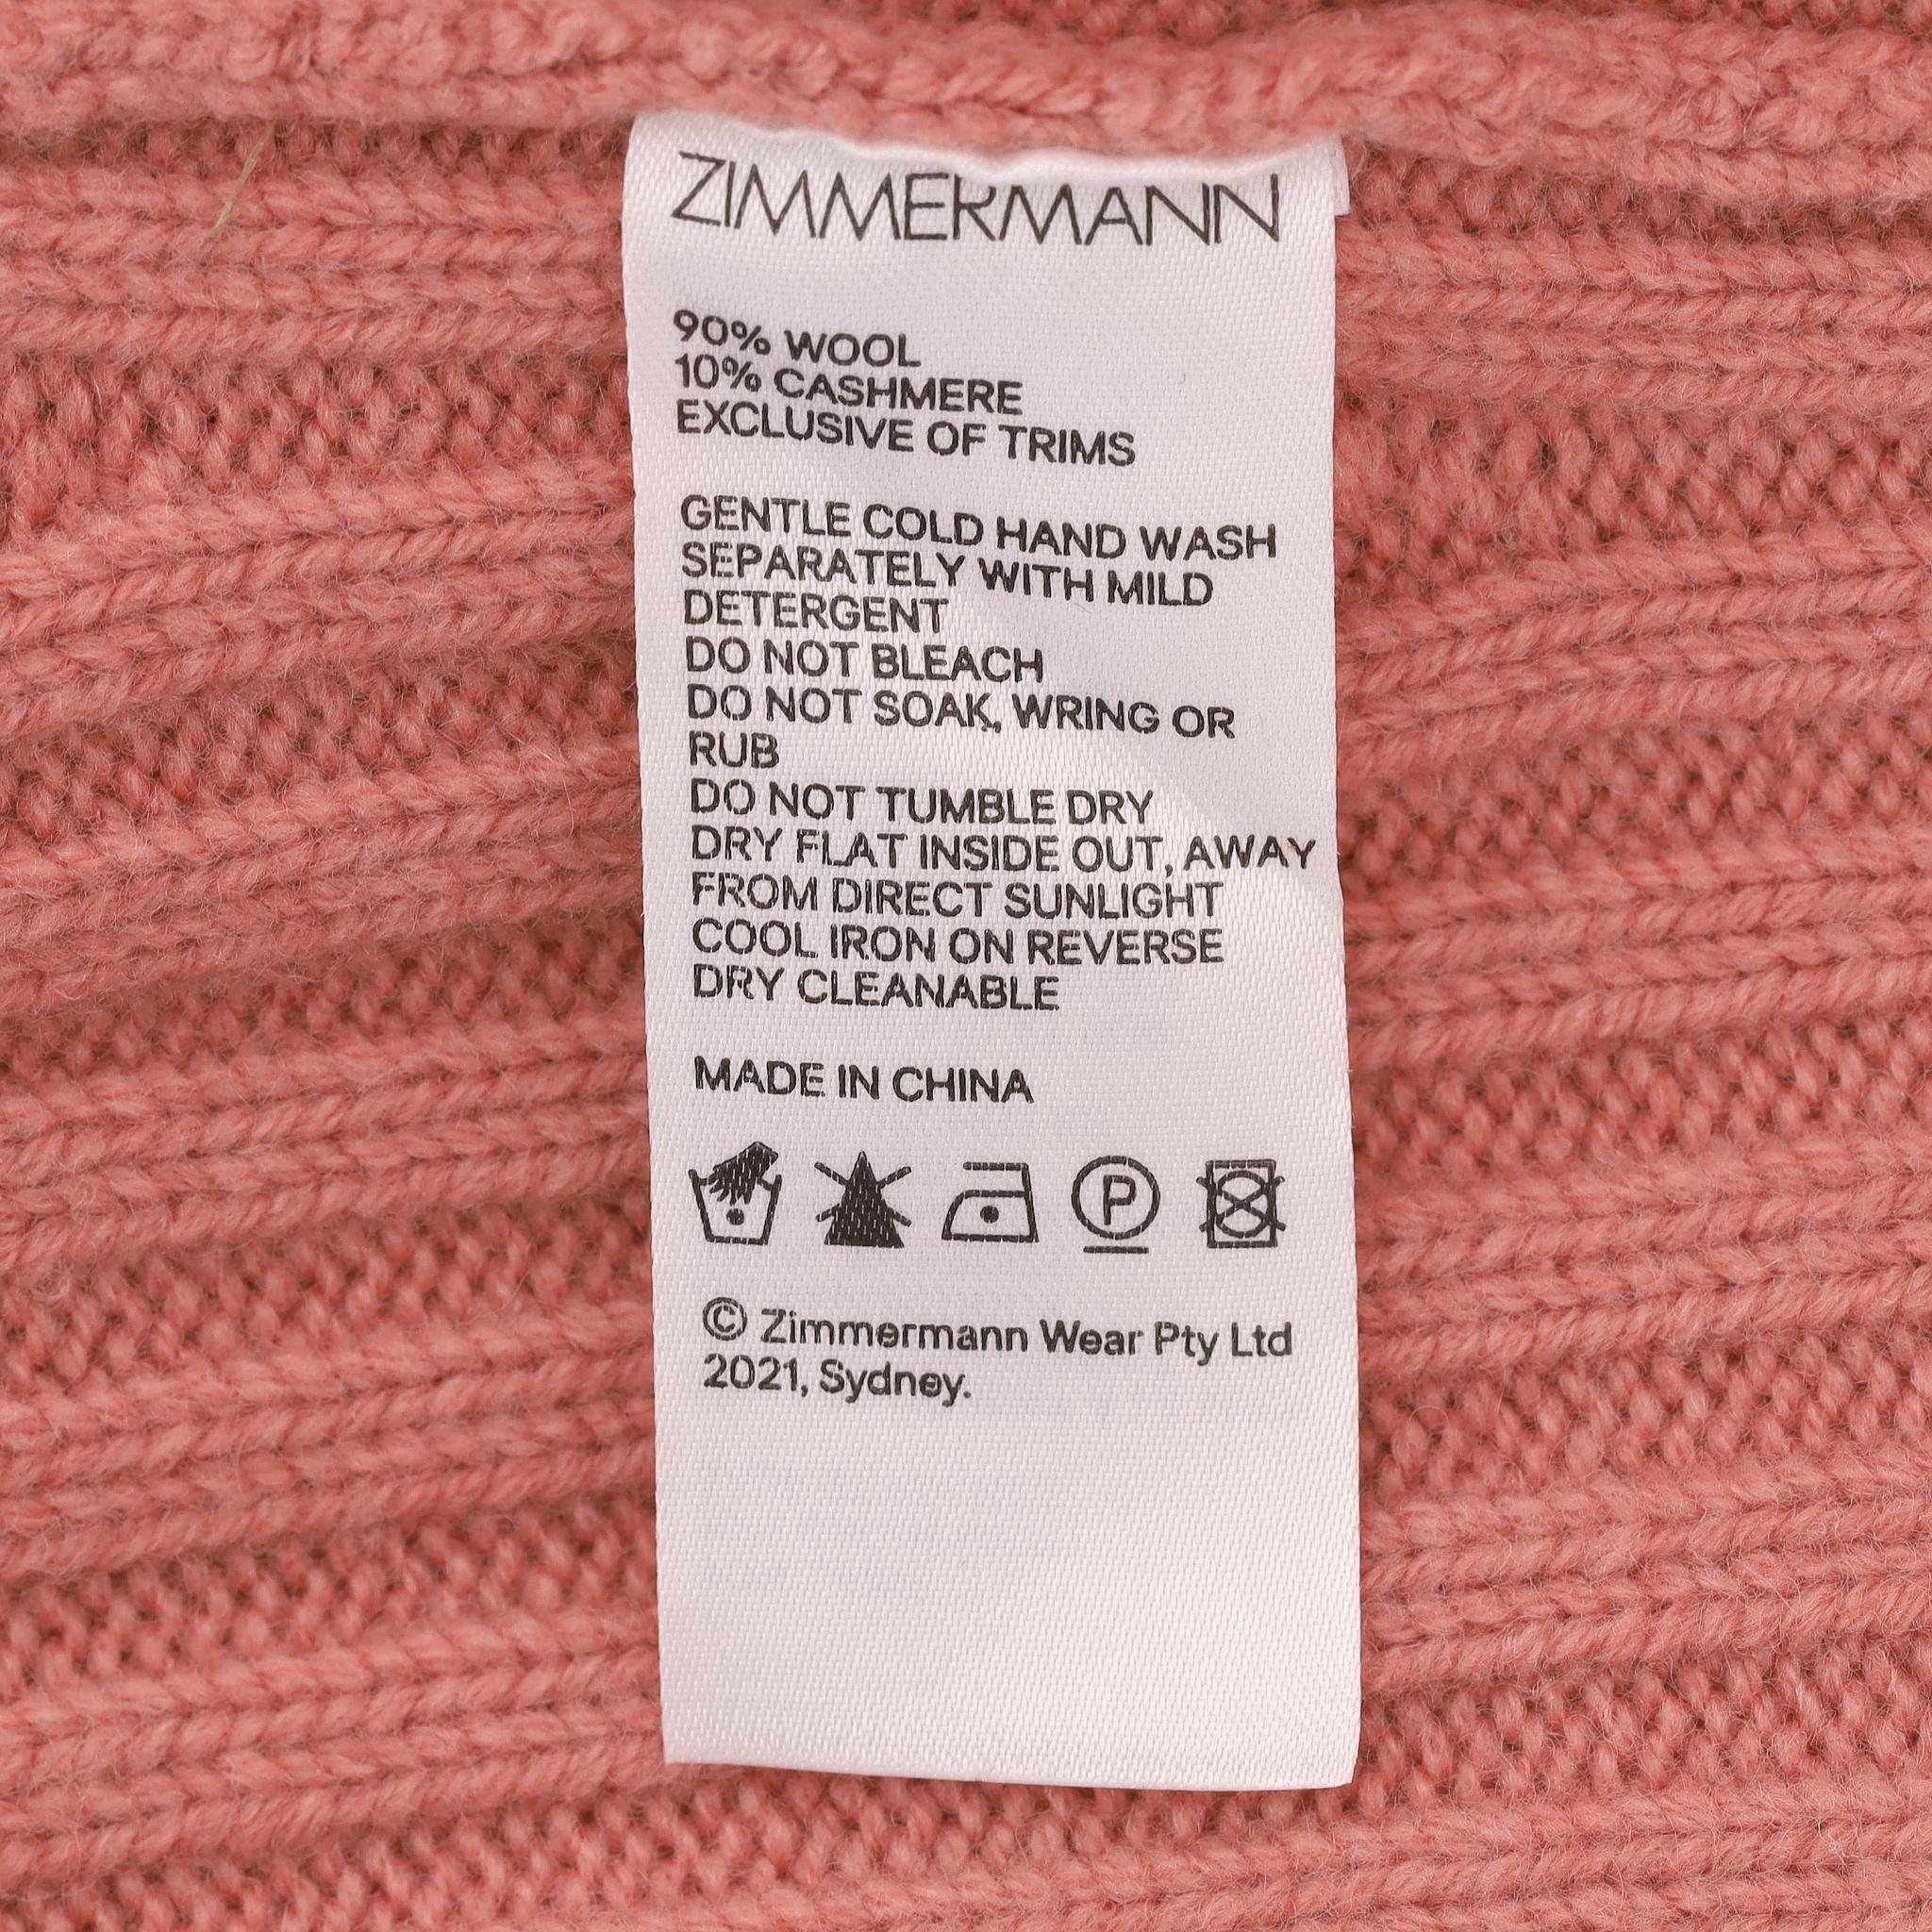 ZIMMERMANN
90% WOOL
10% CASHMERE
EXCLUSIVE OF TRIMS
GENTLE COLD HAND WASH
SEPARATELY WITH MILD
DETERGENT
DO NOT BLEACH
DO NOT SOAK, WRING OR
RUB
DO NOT TUMBLE DRY
DRY FLAT INSIDE OUT, AWAY
FROM DIRECT SUNLIGHT
COOL IRON ON REVERSE
DRY CLEANABLE
MADE IN CHINA
P
© Zimmermann Wear Pty Ltd
2021, Sydney.